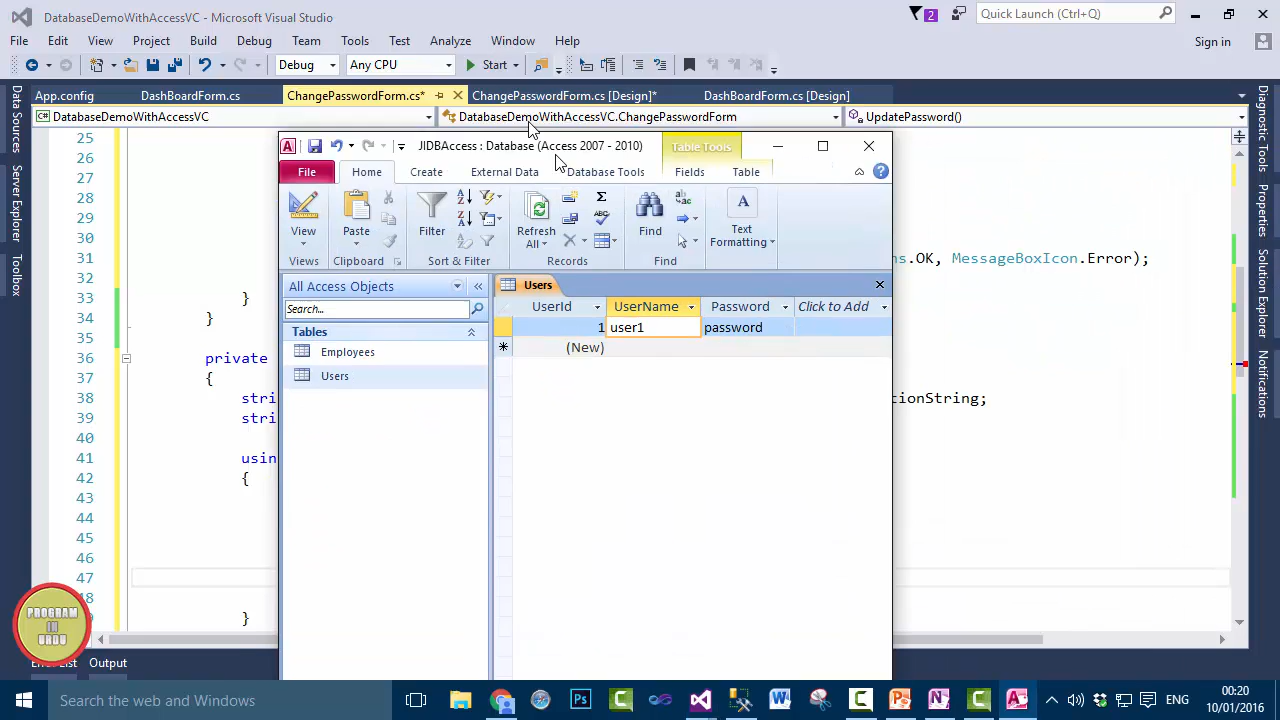 DatabaseDemoWithAccessVC - Microsoft Visual Studio
2
Quick Launch (Ctrl+Q)
File Edit View Project Build Debug Team Tools Test Analyze Window Help
Sign in
Debug Any CPU Start
App.config DashBoardForm.cs ChangePasswordForm.cs* ChangePasswordForm.cs [Design]* DashBoardForm.cs [Design]
C# DatabaseDemoWithAccessVC DatabaseDemoWithAccessVC.ChangePasswordForm UpdatePassword()
Data Sources
Server Explorer
Toolbox
Diagnostic Tools
Properties
Solution Explorer
Notifications
JIDBAccess : Database (Access 2007 - 2010) Table Tools
File Home Create External Data Database Tools Fields Table
View Paste Filter Refresh All Find Text Formatting
Views Clipboard Sort & Filter Records Find
All Access Objects
Search...
Tables
Employees
Users
Users
UserId UserName Password Click to Add
1 user1 password
(New)
25
26
27
28
29
30
31 ns.OK, MessageBoxIcon.Error);
32
33 }
34 }
35
36 private
37 {
38 stri ctionString;
39 stri
40
41 usin
42 {
43
44
45
46
47
48
}
PROGRAM
IN
URDU
Output
Search the web and Windows
ENG
00:20
10/01/2016